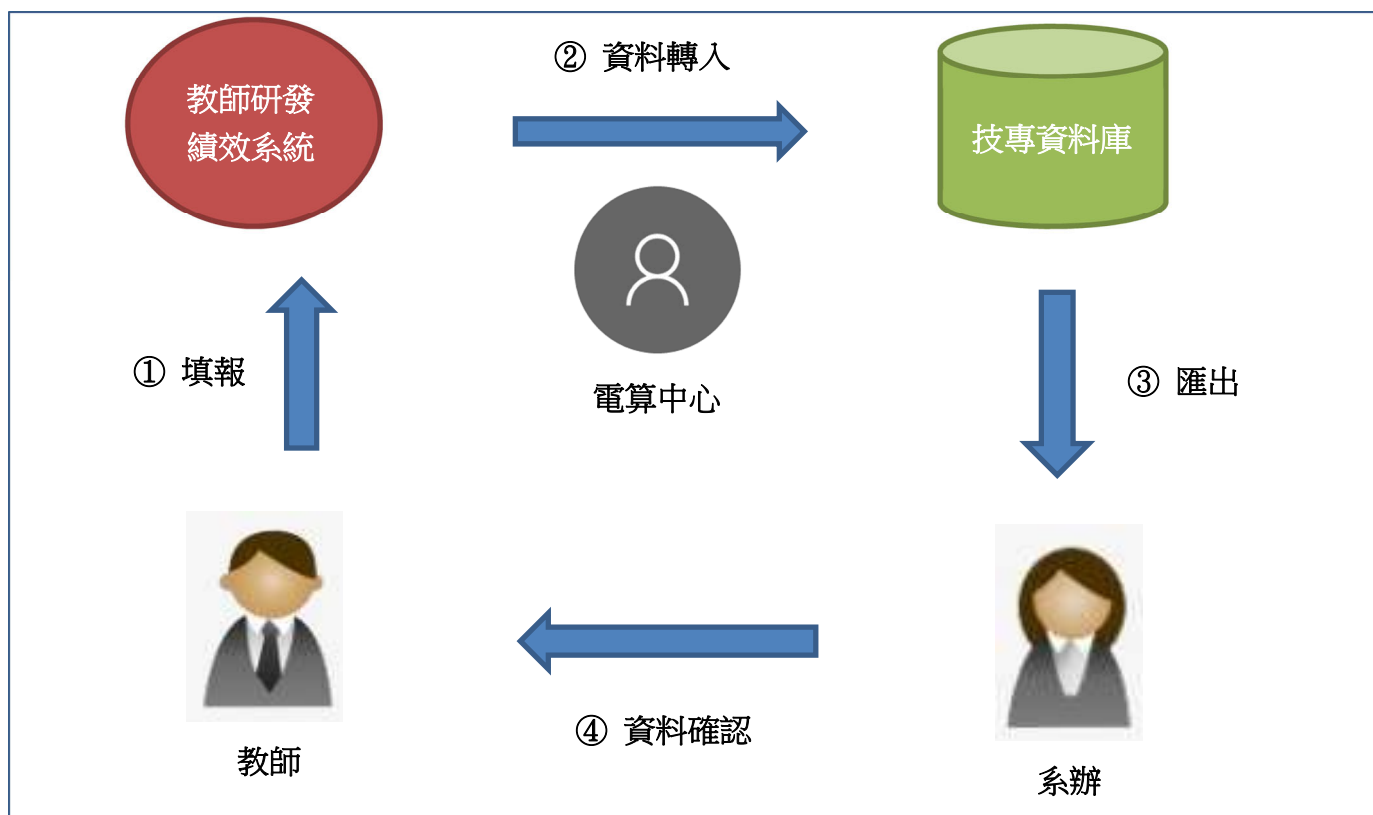 ② 資料轉入
教師研發
績效系統
技專資料庫
① 填報
電算中心
③ 匯出
④ 資料確認
教師
系辦